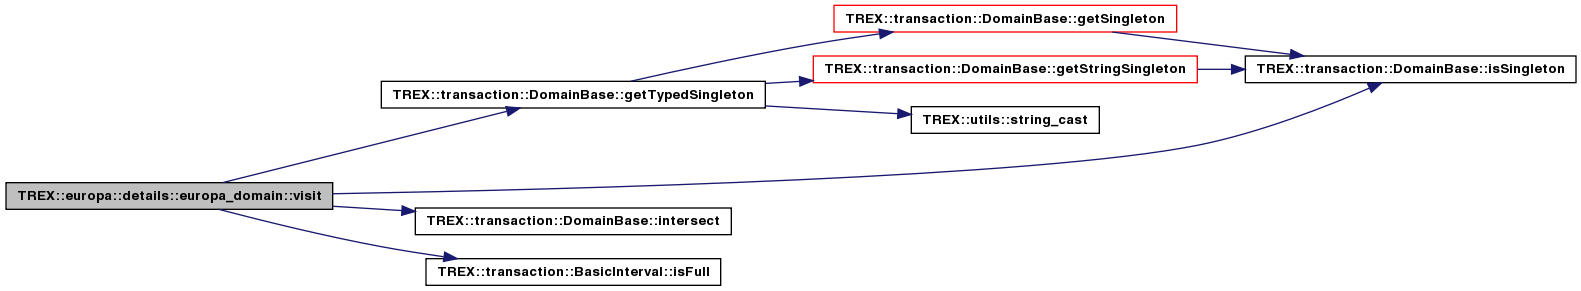 TREX::transaction::DomainBase::getSingleton
TREX::transaction::DomainBase::getStringSingleton
TREX::transaction::DomainBase::isSingleton
TREX::transaction::DomainBase::getTypedSingleton
TREX::utils::string_cast
TREX::europa::details::europa_domain::visit
TREX::transaction::DomainBase::intersect
TREX::transaction::BasicInterval::isFull